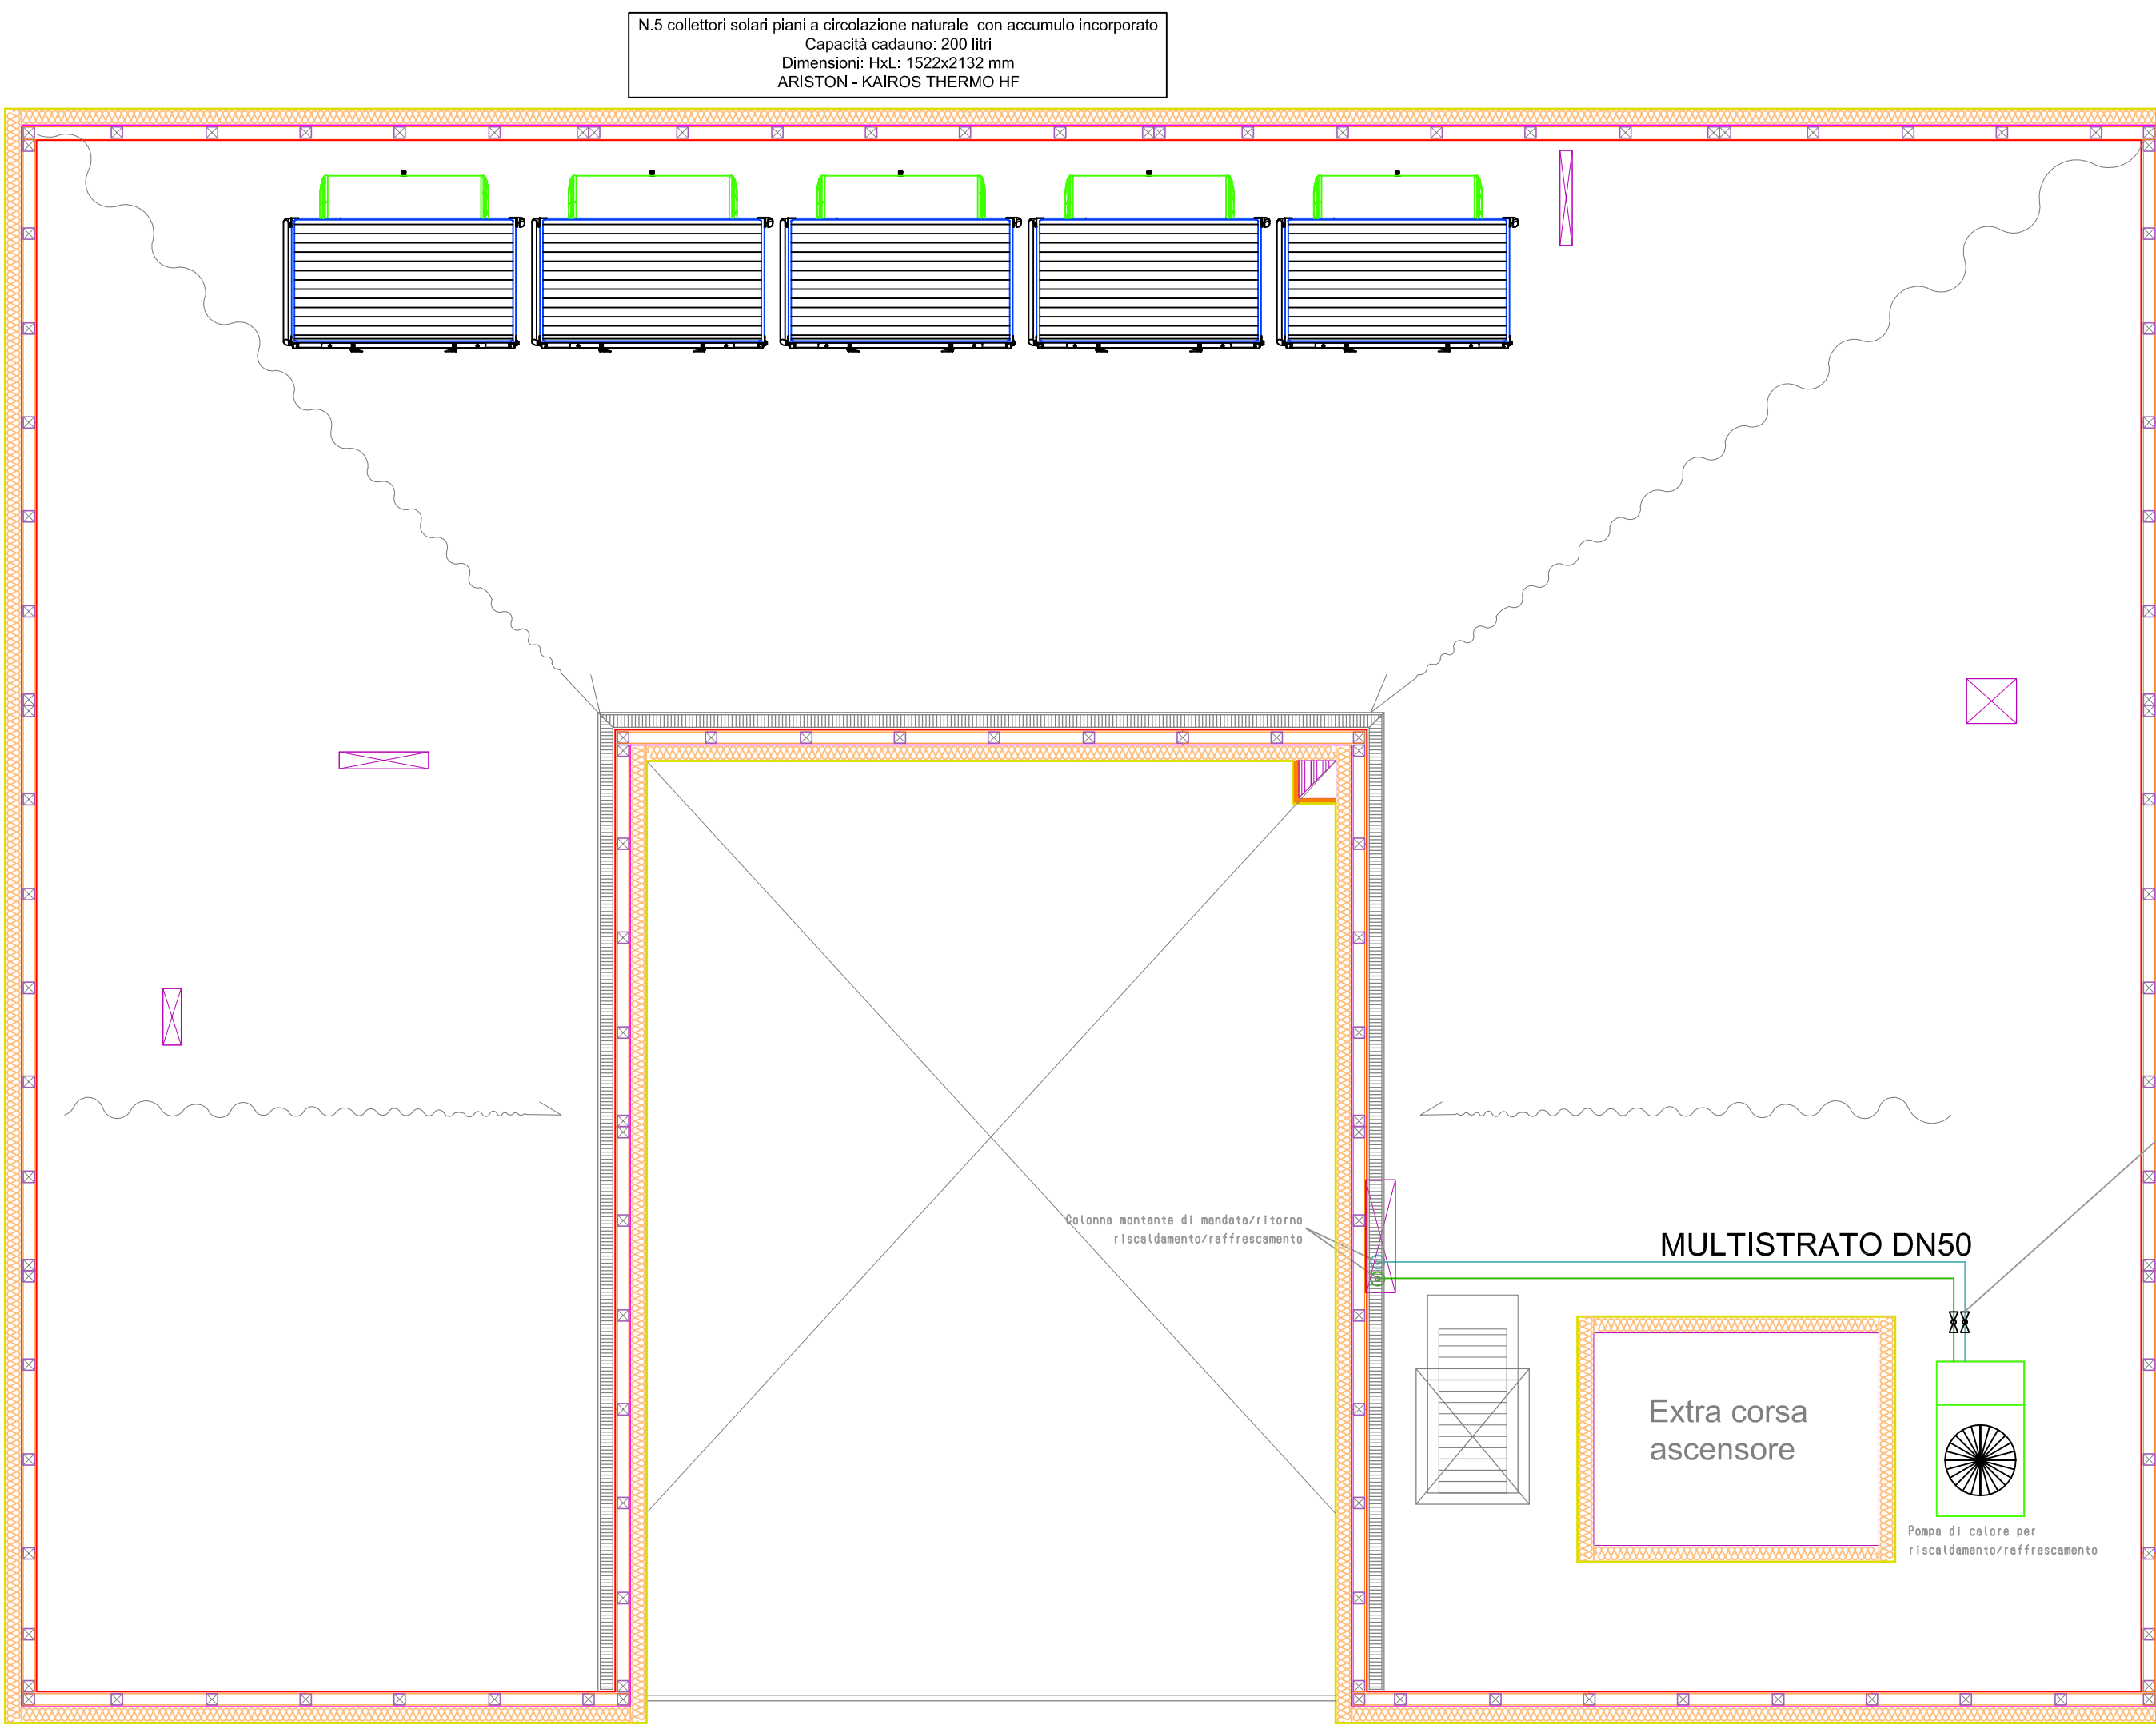 N.5 collettori solari piani a circolazione naturale con accumulo incorporato
Capacità cadauno: 200 litri
Dimensioni: HxL: 1522x2132 mm
ARISTON - KAIROS THERMO HF
Colonna montante di mandata/ritorno
riscaldamento/raffrescamento
MULTISTRATO DN50
Extra corsa
ascensore
Pompa di calore per
riscaldamento/raffrescamento